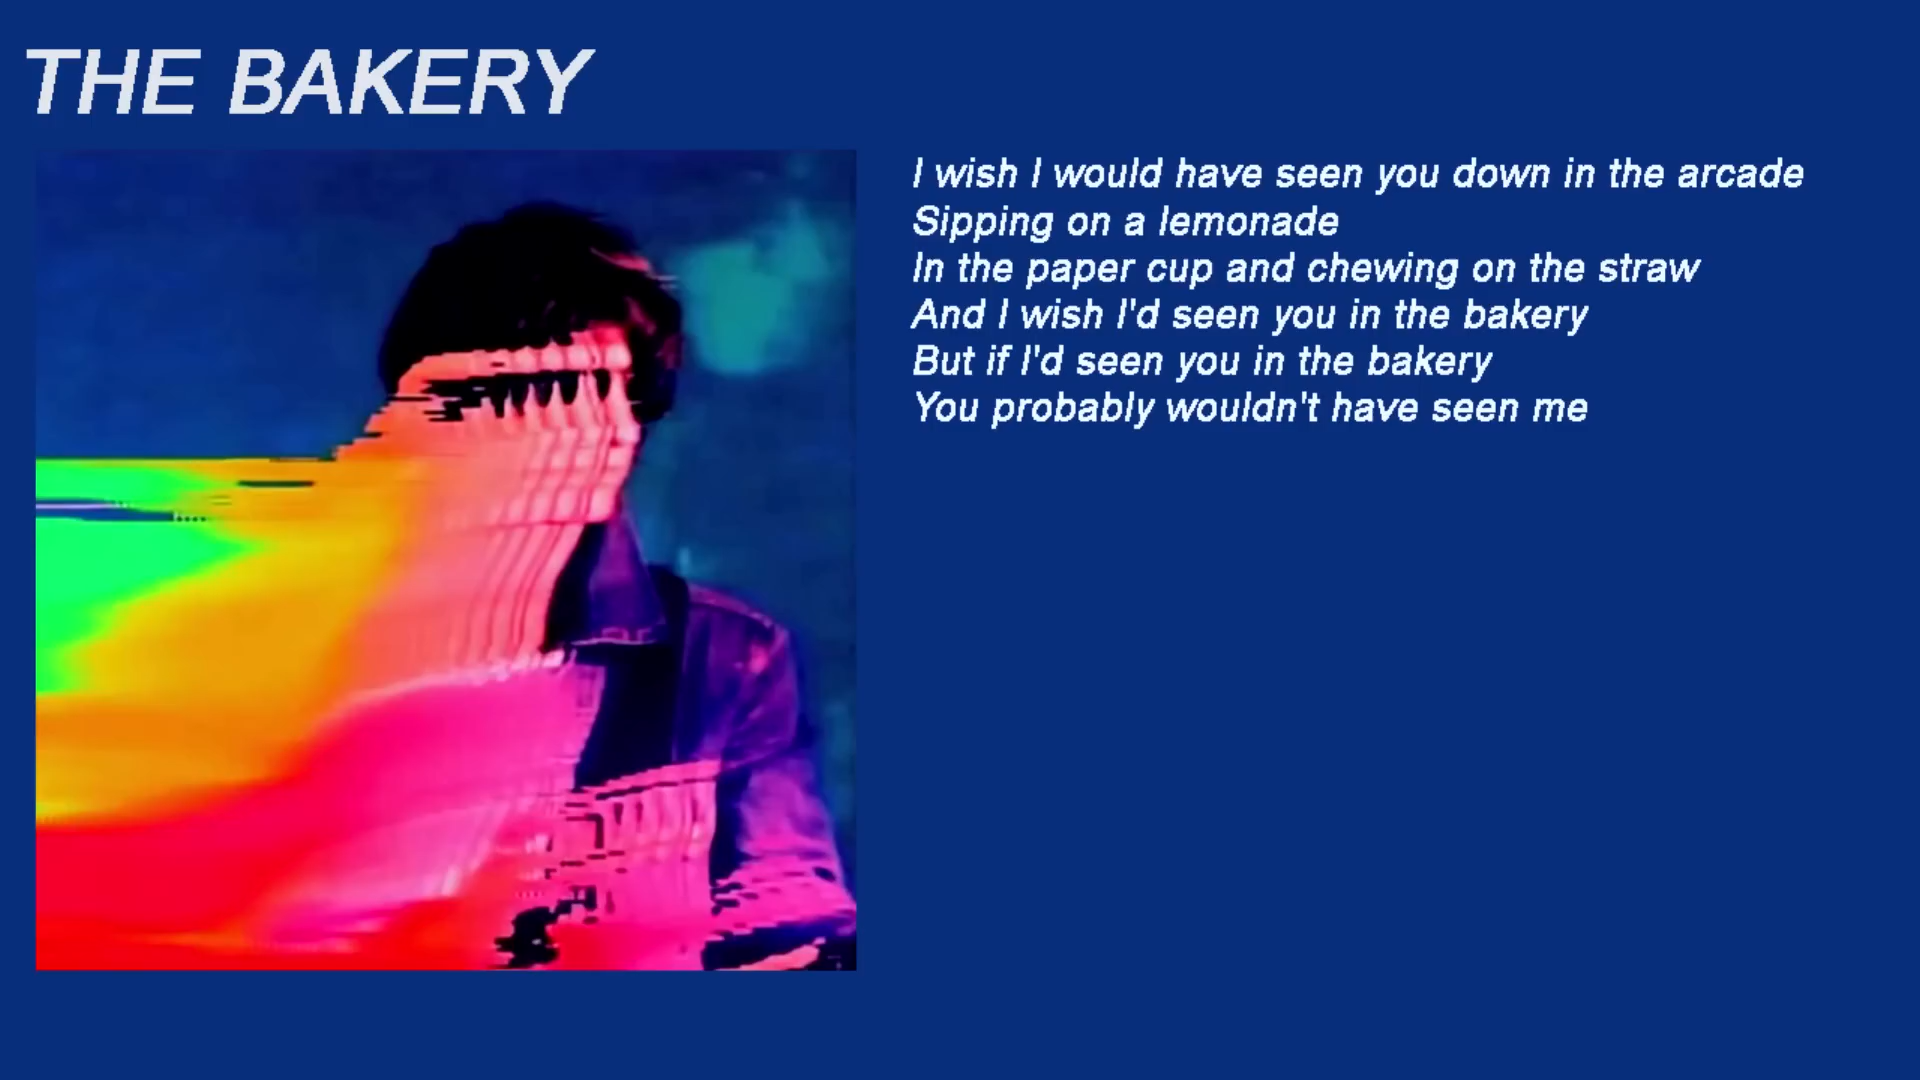 THE BAKERY
I wish I would have seen you down in the arcade
Sipping on a lemonade
In the paper cup and chewing on the straw
And I wish I'd seen you in the bakery
But if I'd seen you in the bakery
You probably wouldn't have seen me